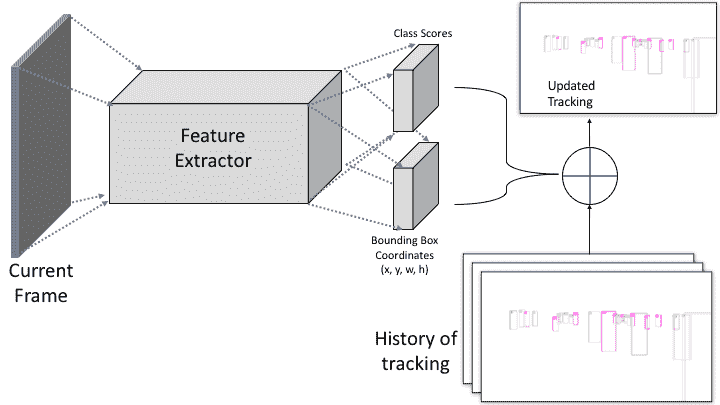 Class Scores
Updated
Tracking
Feature
Extractor
Bounding Box
Coordinates
(x, y, w, h)
Current
Frame
History of
tracking